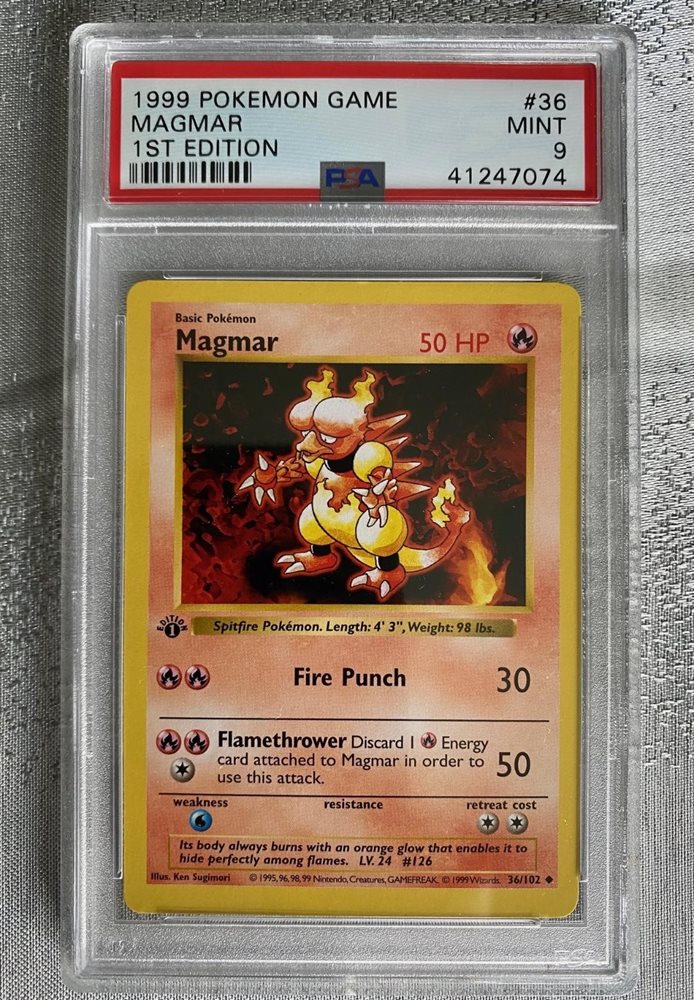 1999 POKEMON GAME #36
MAGMAR MINT
1ST EDITION 9
PSA 41247074
Basic Pokémon
Magmar 50 HP
EDITION
1
Spitfire Pokémon. Length: 4' 3", Weight: 98 lbs.
Fire Punch 30
Flamethrower Discard 1 Energy
card attached to Magmar in order to
use this attack. 50
weakness resistance retreat cost
Its body always burns with an orange glow that enables it to
hide perfectly among flames. LV. 24 #126
Illus. Ken Sugimori © 1995, 96, 98, 99 Nintendo, Creatures, GAMEFREAK. © 1999 Wizards. 36/102